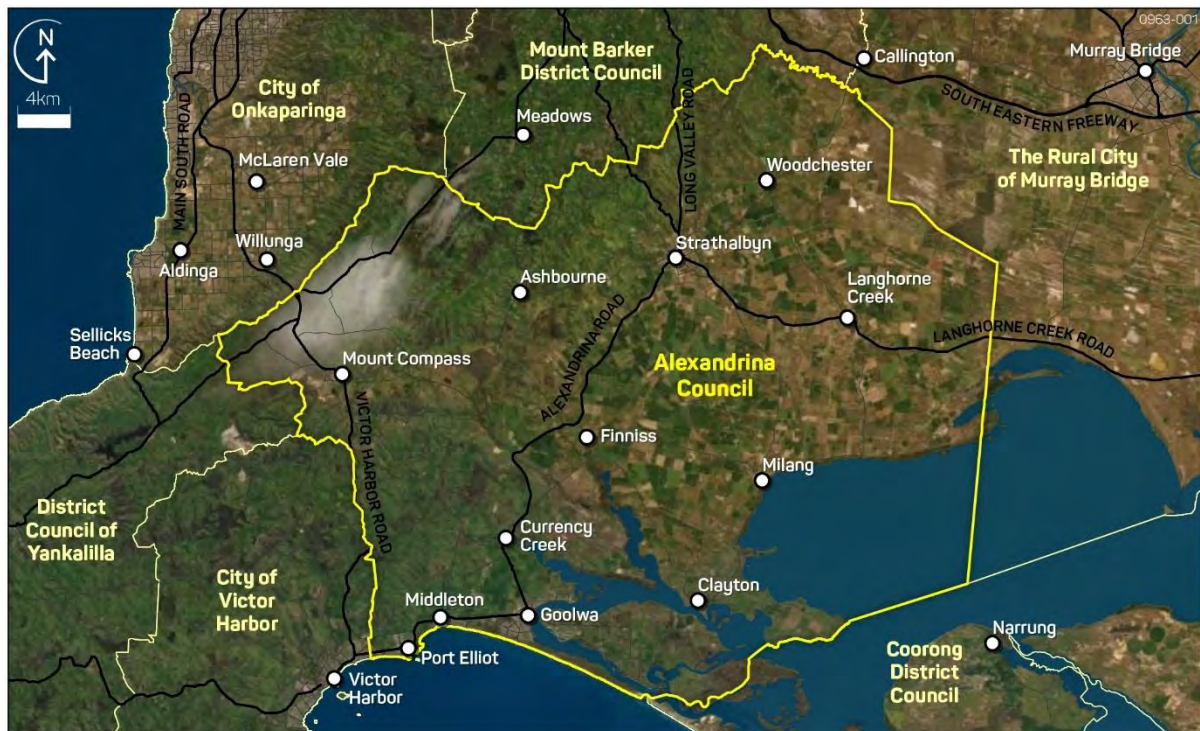 0963-001
N
4km
Mount Barker
District Council
Callington
Murray Bridge
City of
Onkaparinga
SOUTH EASTERN FREEWAY
Meadows
MAIN SOUTH ROAD
McLaren Vale
LONG VALLEY ROAD
Woodchester
The Rural City
of Murray Bridge
Willunga
Aldinga
Strathalbyn
Ashbourne
Langhorne
Creek
Sellicks
Beach
LANGHORNE CREEK ROAD
Mount Compass
ALEXANDRINA ROAD
Alexandrina
Council
VICTOR HARBOR ROAD
Finniss
Milang
District
Council of
Yankalilla
Currency
Creek
City of
Victor
Harbor
Middleton
Goolwa
Clayton
Port Elliot
Narrung
Coorong
District
Council
Victor
Harbor